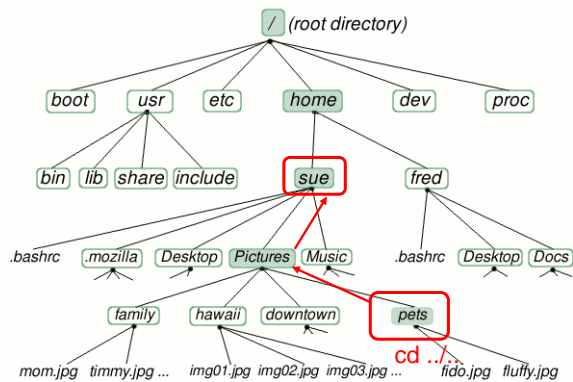 / (root directory)
boot usr etc home dev proc
bin lib share include sue fred
.bashrc .mozilla Desktop Pictures Music .bashrc Desktop Docs
family hawaii downtown pets
cd ../..
mom.jpg timmy.jpg ... img01.jpg img02.jpg img03.jpg ... fido.jpg fluffy.jpg